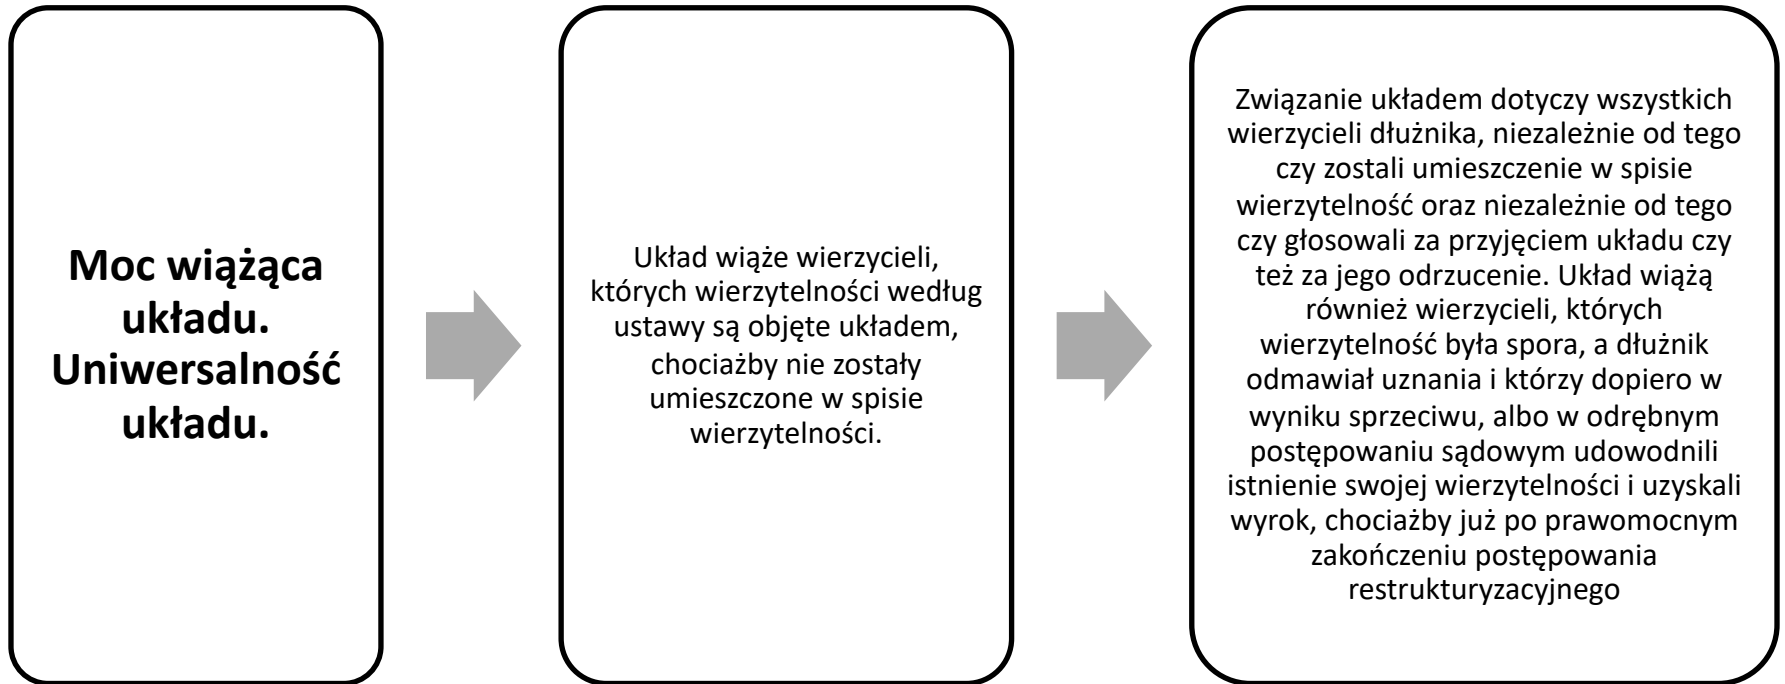 Moc wiążąca
układu.
Uniwersalność
układu.
Układ wiąże wierzycieli,
których wierzytelności według
ustawy są objęte układem,
chociażby nie zostały
umieszczone w spisie
wierzytelności.
Związanie układem dotyczy wszystkich
wierzycieli dłużnika, niezależnie od tego
czy zostali umieszczenie w spisie
wierzytelność oraz niezależnie od tego
czy głosowali za przyjęciem układu czy
też za jego odrzucenie. Układ wiążą
również wierzycieli, których
wierzytelność była spora, a dłużnik
odmawiał uznania i którzy dopiero w
wyniku sprzeciwu, albo w odrębnym
postępowaniu sądowym udowodnili
istnienie swojej wierzytelności i uzyskali
wyrok, chociażby już po prawomocnym
zakończeniu postępowania
restrukturyzacyjnego